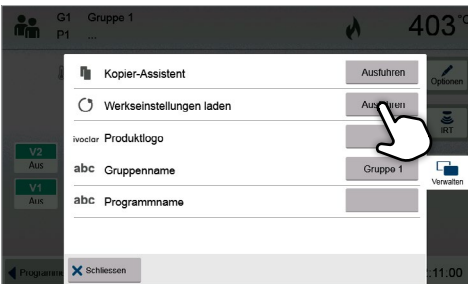 G1 Gruppe 1
P1 ...
403°C
Kopier-Assistent Ausführen
Werkseinstellungen laden Ausführen
ivoclar Produktlogo
abc Gruppenname Gruppe 1
abc Programmname
Optionen
IRT
Verwalten
V2
Aus
V1
Aus
Schliessen
Programme
:11:00